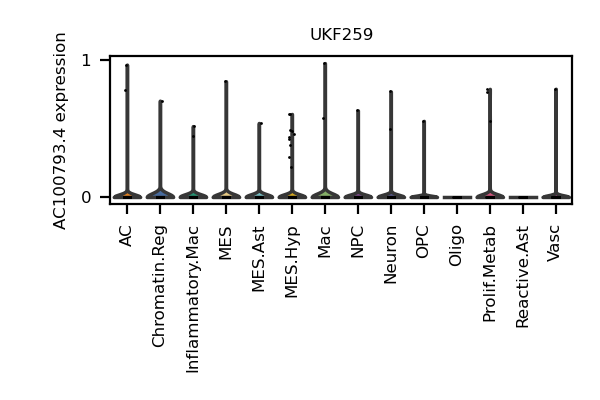 UKF259
AC100793.4 expression
1
0
AC
Chromatin.Reg
Inflammatory.Mac
MES
MES.Ast
MES.Hyp
Mac
NPC
Neuron
OPC
Oligo
Prolif.Metab
Reactive.Ast
Vasc